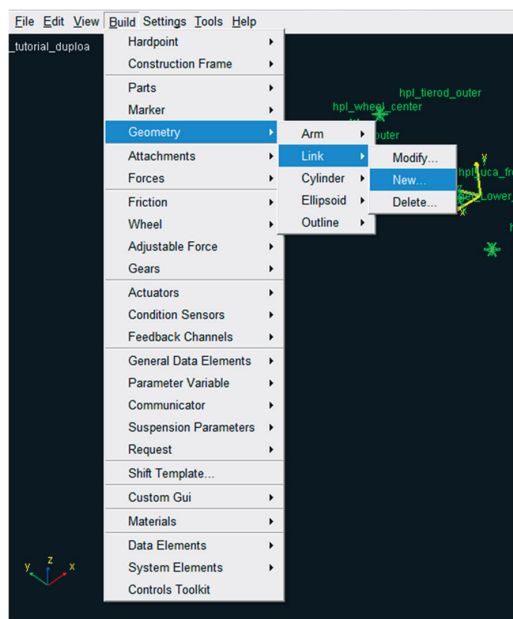 File Edit View Build Settings Tools Help
_tutorial_duploa
Hardpoint
Construction Frame
Parts
Marker
Geometry
Attachments
Forces
Friction
Wheel
Adjustable Force
Gears
Actuators
Condition Sensors
Feedback Channels
General Data Elements
Parameter Variable
Communicator
Suspension Parameters
Request
Shift Template...
Custom Gui
Materials
Data Elements
System Elements
Controls Toolkit
Arm
Link
Cylinder
Ellipsoid
Outline
Modify...
New...
Delete...
hpl_tierod_outer
hpl_wheel_center
outer
y
x
y z x